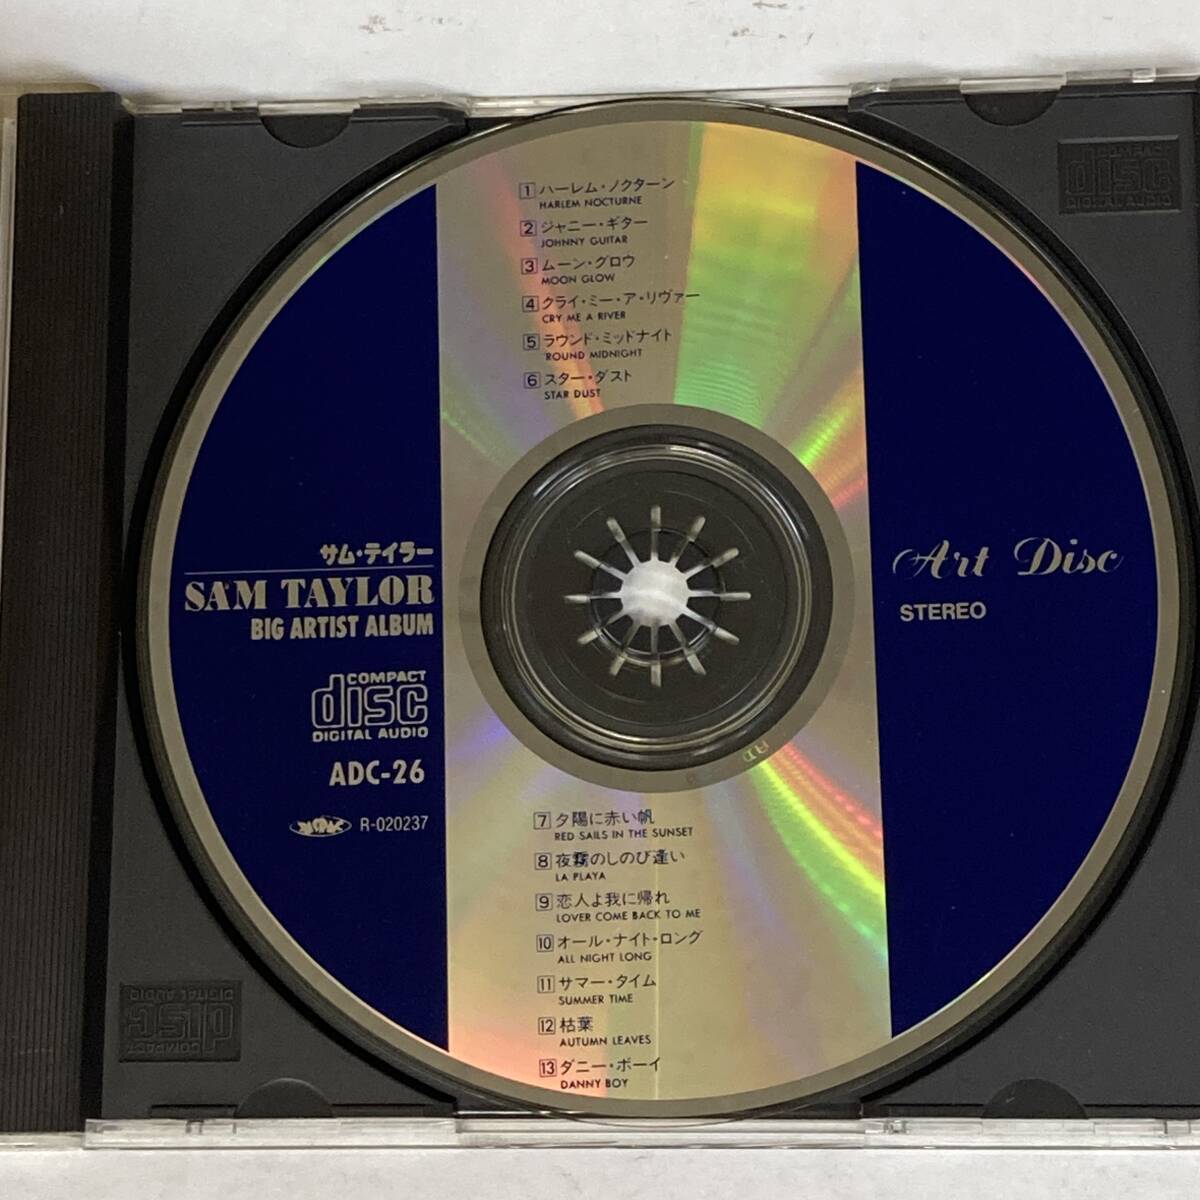 1 ハーレム・ノクターン
HARLEM NOCTURNE
2 ジャニー・ギター
JOHNNY GUITAR
3 ムーン・グロウ
MOON GLOW
4 クライ・ミー・ア・リヴァー
CRY ME A RIVER
5 ラウンド・ミッドナイト
'ROUND MIDNIGHT
6 スター・ダスト
STAR DUST
サム・テイラー
SAM TAYLOR
BIG ARTIST ALBUM
COMPACT
disc
DIGITAL AUDIO
ADC-26
R-020237
Art Disc
STEREO
7 夕陽に赤い帆
RED SAILS IN THE SUNSET
8 夜霧のしのび逢い
LA PLAYA
9 恋人よ我に帰れ
LOVER COME BACK TO ME
10 オール・ナイト・ロング
ALL NIGHT LONG
11 サマー・タイム
SUMMER TIME
12 枯葉
AUTUMN LEAVES
13 ダニー・ボーイ
DANNY BOY
COMPACT
disc
DIGITAL AUDIO
COMPACT
disc
DIGITAL AUDIO